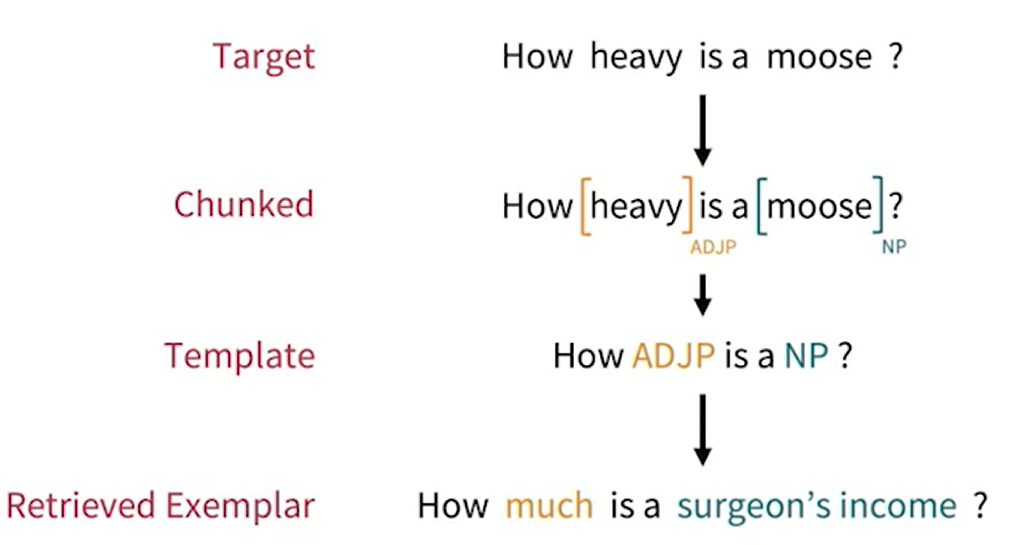 Target How heavy is a moose ?
Chunked How [heavy] is a [moose] ?
ADJP NP
Template How ADJP is a NP ?
Retrieved Exemplar How much is a surgeon's income ?